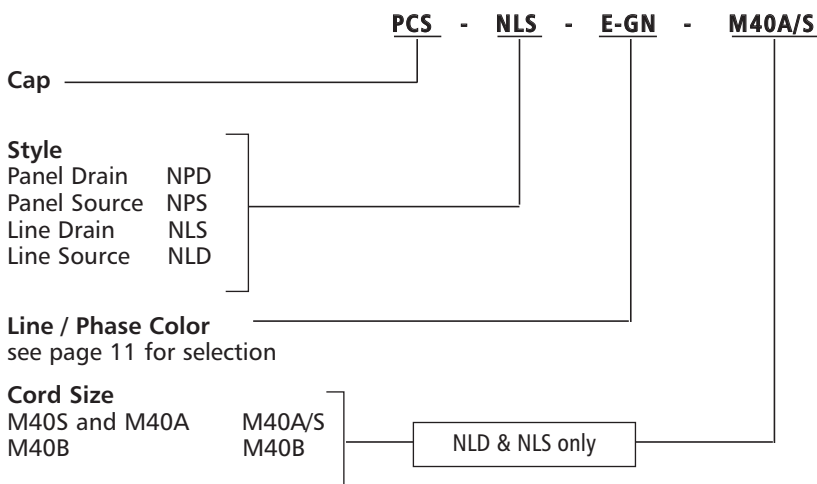 PCS - NLS - E-GN - M40A/S
Cap
Style
Panel Drain NPD
Panel Source NPS
Line Drain NLS
Line Source NLD
Line / Phase Color
see page 11 for selection
Cord Size
M40S and M40A M40A/S
M40B M40B
NLD & NLS only